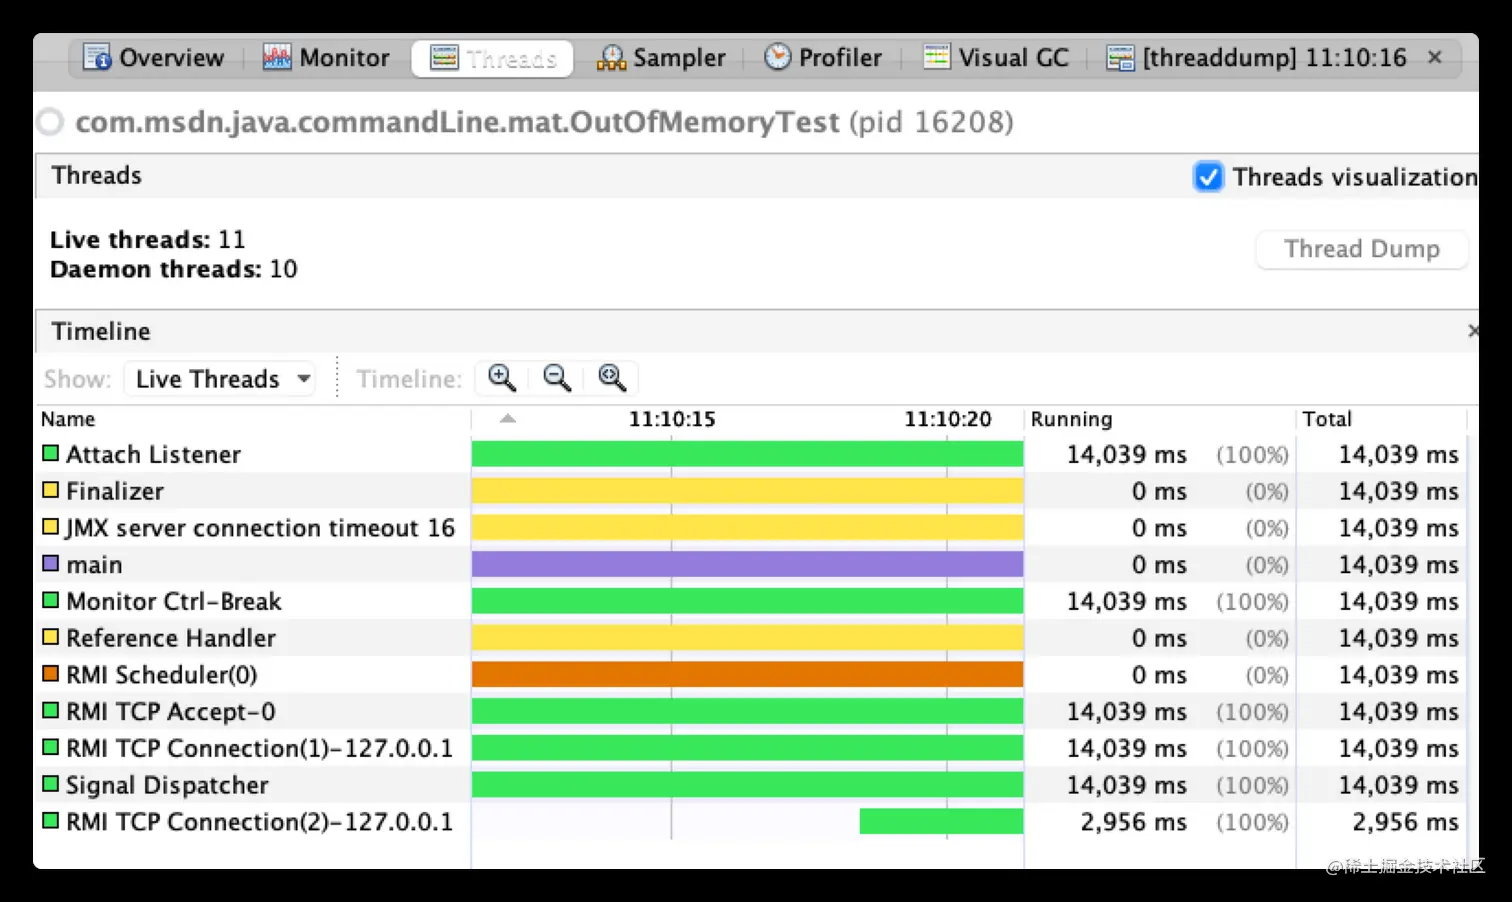 Overview Monitor Threads Sampler Profiler Visual GC [threaddump] 11:10:16 ×
com.msdn.java.commandLine.mat.OutOfMemoryTest (pid 16208)
Threads Threads visualization
Live threads: 11
Daemon threads: 10
Thread Dump
Timeline ×
Show: Live Threads Timeline:
Name 11:10:15 11:10:20 Running Total
Attach Listener 14,039 ms (100%) 14,039 ms
Finalizer 0 ms (0%) 14,039 ms
JMX server connection timeout 16 0 ms (0%) 14,039 ms
main 0 ms (0%) 14,039 ms
Monitor Ctrl-Break 14,039 ms (100%) 14,039 ms
Reference Handler 0 ms (0%) 14,039 ms
RMI Scheduler(0) 0 ms (0%) 14,039 ms
RMI TCP Accept-0 14,039 ms (100%) 14,039 ms
RMI TCP Connection(1)-127.0.0.1 14,039 ms (100%) 14,039 ms
Signal Dispatcher 14,039 ms (100%) 14,039 ms
RMI TCP Connection(2)-127.0.0.1 2,956 ms (100%) 2,956 ms
@稀土掘金技术社区